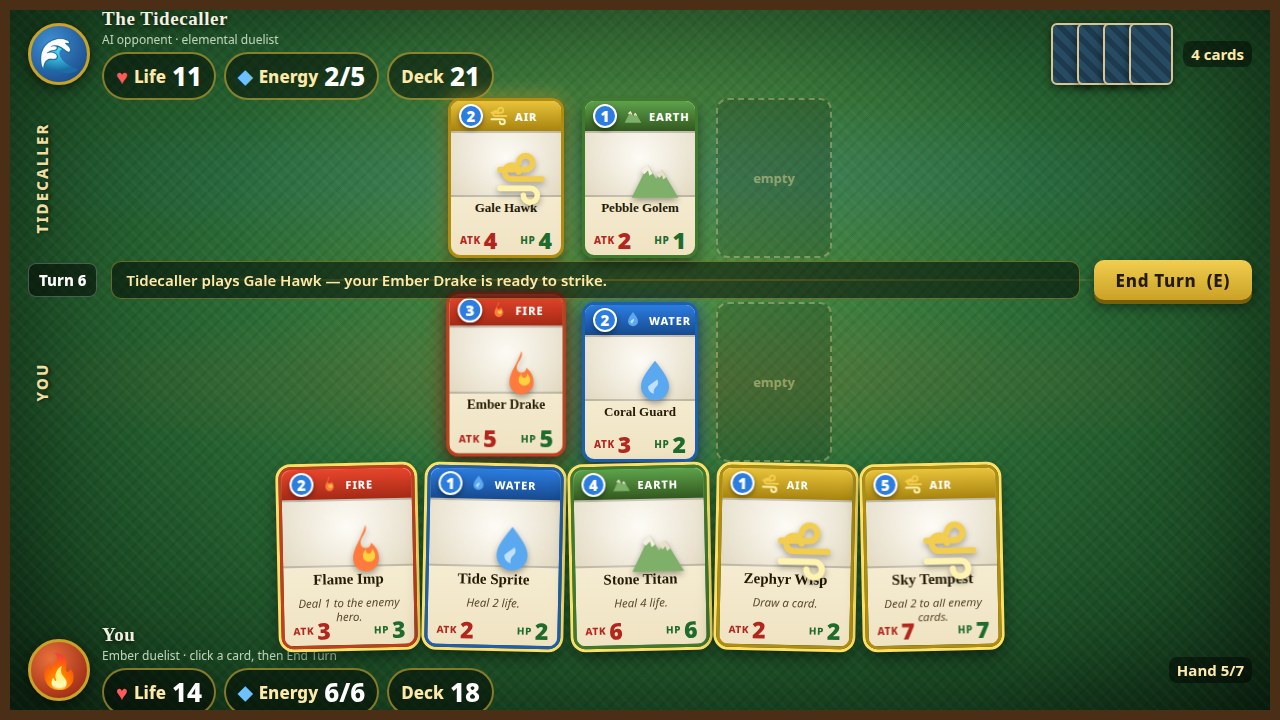 The Tidecaller
AI opponent · elemental duelist
♥ Life 11
◆ Energy 2/5
Deck 21
4 cards
TIDECALLER
2 AIR
Gale Hawk
ATK 4 HP 4
1 EARTH
Pebble Golem
ATK 2 HP 1
empty
Turn 6
Tidecaller plays Gale Hawk — your Ember Drake is ready to strike.
End Turn (E)
YOU
3 FIRE
Ember Drake
ATK 5 HP 5
2 WATER
Coral Guard
ATK 3 HP 2
empty
2 FIRE
Flame Imp
Deal 1 to the enemy
hero.
ATK 3 HP 3
1 WATER
Tide Sprite
Heal 2 life.
ATK 2 HP 2
4 EARTH
Stone Titan
Heal 4 life.
ATK 6 HP 6
1 AIR
Zephyr Wisp
Draw a card.
ATK 2 HP 2
5 AIR
Sky Tempest
Deal 2 to all enemy
cards.
ATK 7 HP 7
You
Ember duelist · click a card, then End Turn
♥ Life 14
◆ Energy 6/6
Deck 18
Hand 5/7